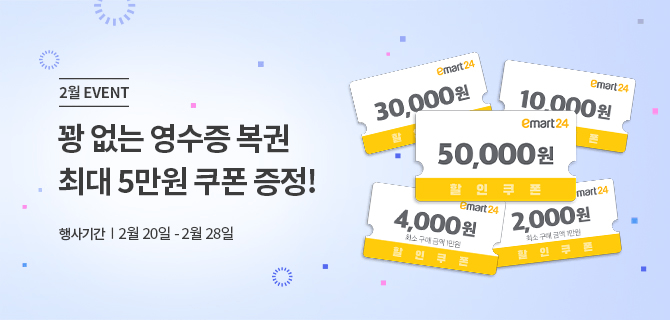 2월 EVENT
꽝 없는 영수증 복권
최대 5만원 쿠폰 증정!
행사기간 | 2월 20일 - 2월 28일
emart24
30,000원
할
emart24
10,000원
폰
emart24
50,000원
할인쿠폰
emart24
4,000원
최소 구매 금액 1만원
할인쿠폰
emart24
2,000원
최소 구매 금액 1만원
할인쿠폰